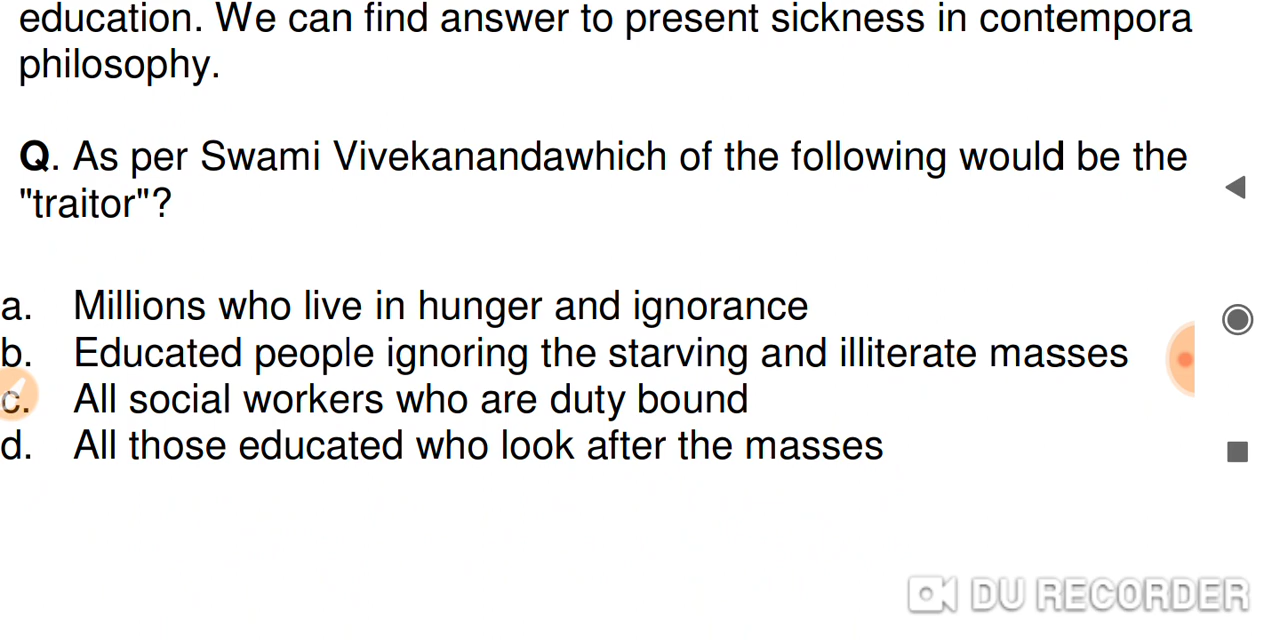 education. We can find answer to present sickness in contempora
philosophy.
Q. As per Swami Vivekanandawhich of the following would be the
"traitor"?
a. Millions who live in hunger and ignorance
b. Educated people ignoring the starving and illiterate masses
c. All social workers who are duty bound
d. All those educated who look after the masses
DU RECORDER